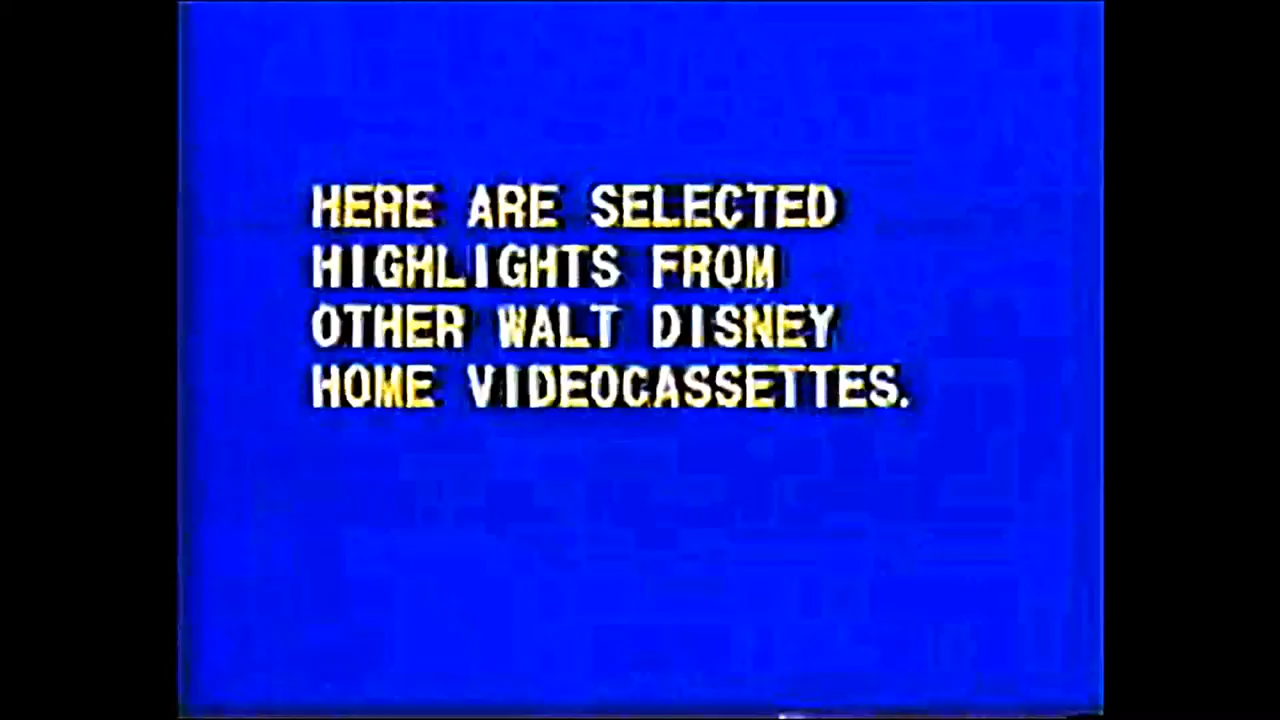 HERE ARE SELECTED
HIGHLIGHTS FROM
OTHER WALT DISNEY
HOME VIDEOCASSETTES.